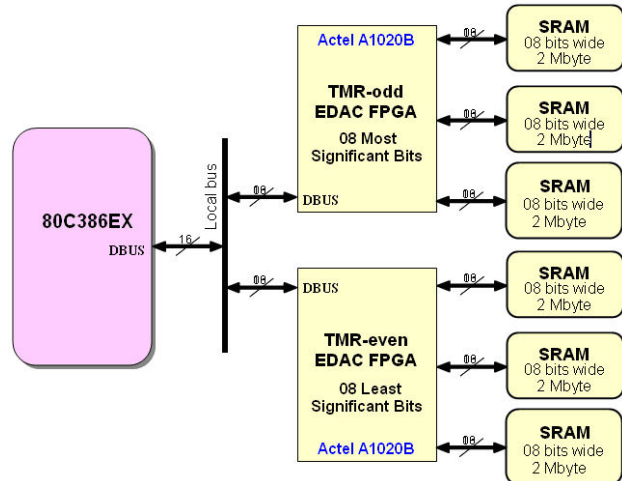 80C386EX
DBUS
16
Local bus
08
08
Actel A1020B
TMR-odd
EDAC FPGA
08 Most
Significant Bits
DBUS
DBUS
TMR-even
EDAC FPGA
08 Least
Significant Bits
Actel A1020B
08
SRAM
08 bits wide
2 Mbyte
08
SRAM
08 bits wide
2 Mbyte
08
SRAM
08 bits wide
2 Mbyte
08
SRAM
08 bits wide
2 Mbyte
08
SRAM
08 bits wide
2 Mbyte
08
SRAM
08 bits wide
2 Mbyte